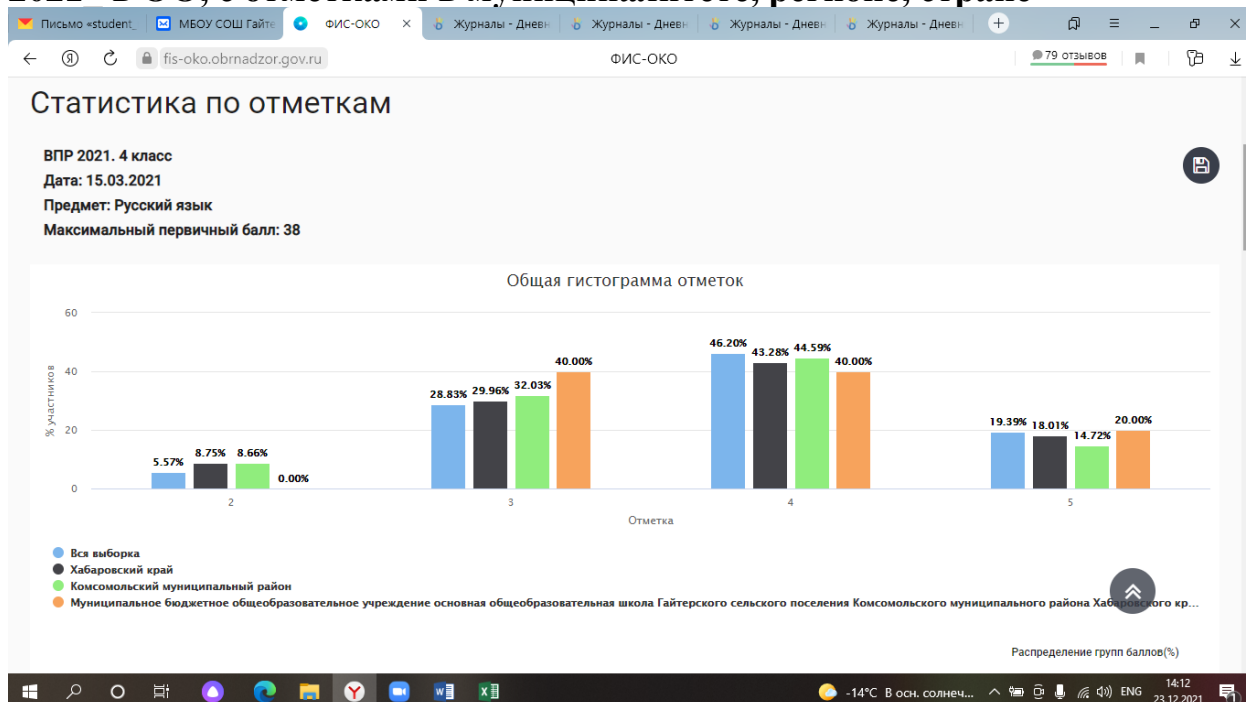 Письмо «student_ МБОУ СОШ Гайте ФИС-ОКО × Журналы - Дневн Журналы - Дневн Журналы - Дневн Журналы - Дневн
fis-oko.obrnadzor.gov.ru ФИС-ОКО 79 отзывов
Статистика по отметкам
ВПР 2021. 4 класс
Дата: 15.03.2021
Предмет: Русский язык
Максимальный первичный балл: 38
Общая гистограмма отметок
% участников
60
40
20
0
5.57% 8.75% 8.66% 0.00%
28.83% 29.96% 32.03% 40.00%
46.20% 43.28% 44.59% 40.00%
19.39% 18.01% 14.72% 20.00%
2 3 4 5
Отметка
Вся выборка
Хабаровский край
Комсомольский муниципальный район
Муниципальное бюджетное общеобразовательное учреждение основная общеобразовательная школа Гайтерского сельского поселения Комсомольского муниципального района Хабаровского кр...
Распределение групп баллов(%)
-14°C В осн. солнеч... ENG 14:12
23.12.2021